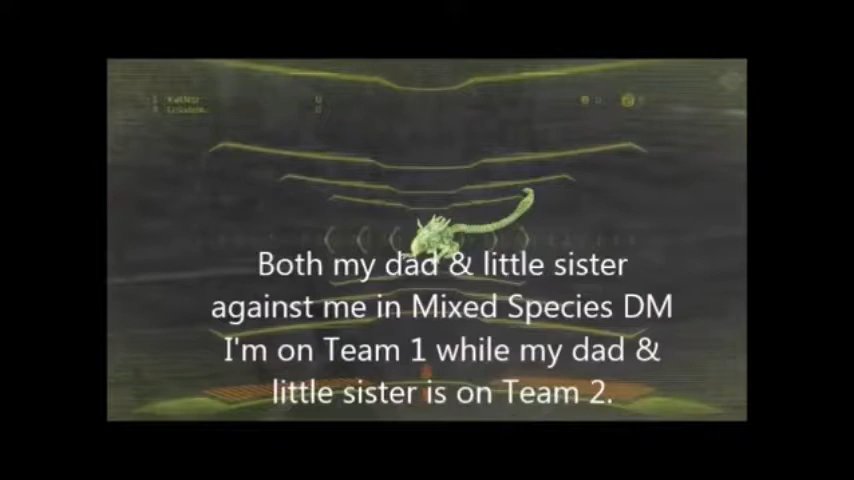 Both my dad & little sister
against me in Mixed Species DM
I'm on Team 1 while my dad &
little sister is on Team 2.